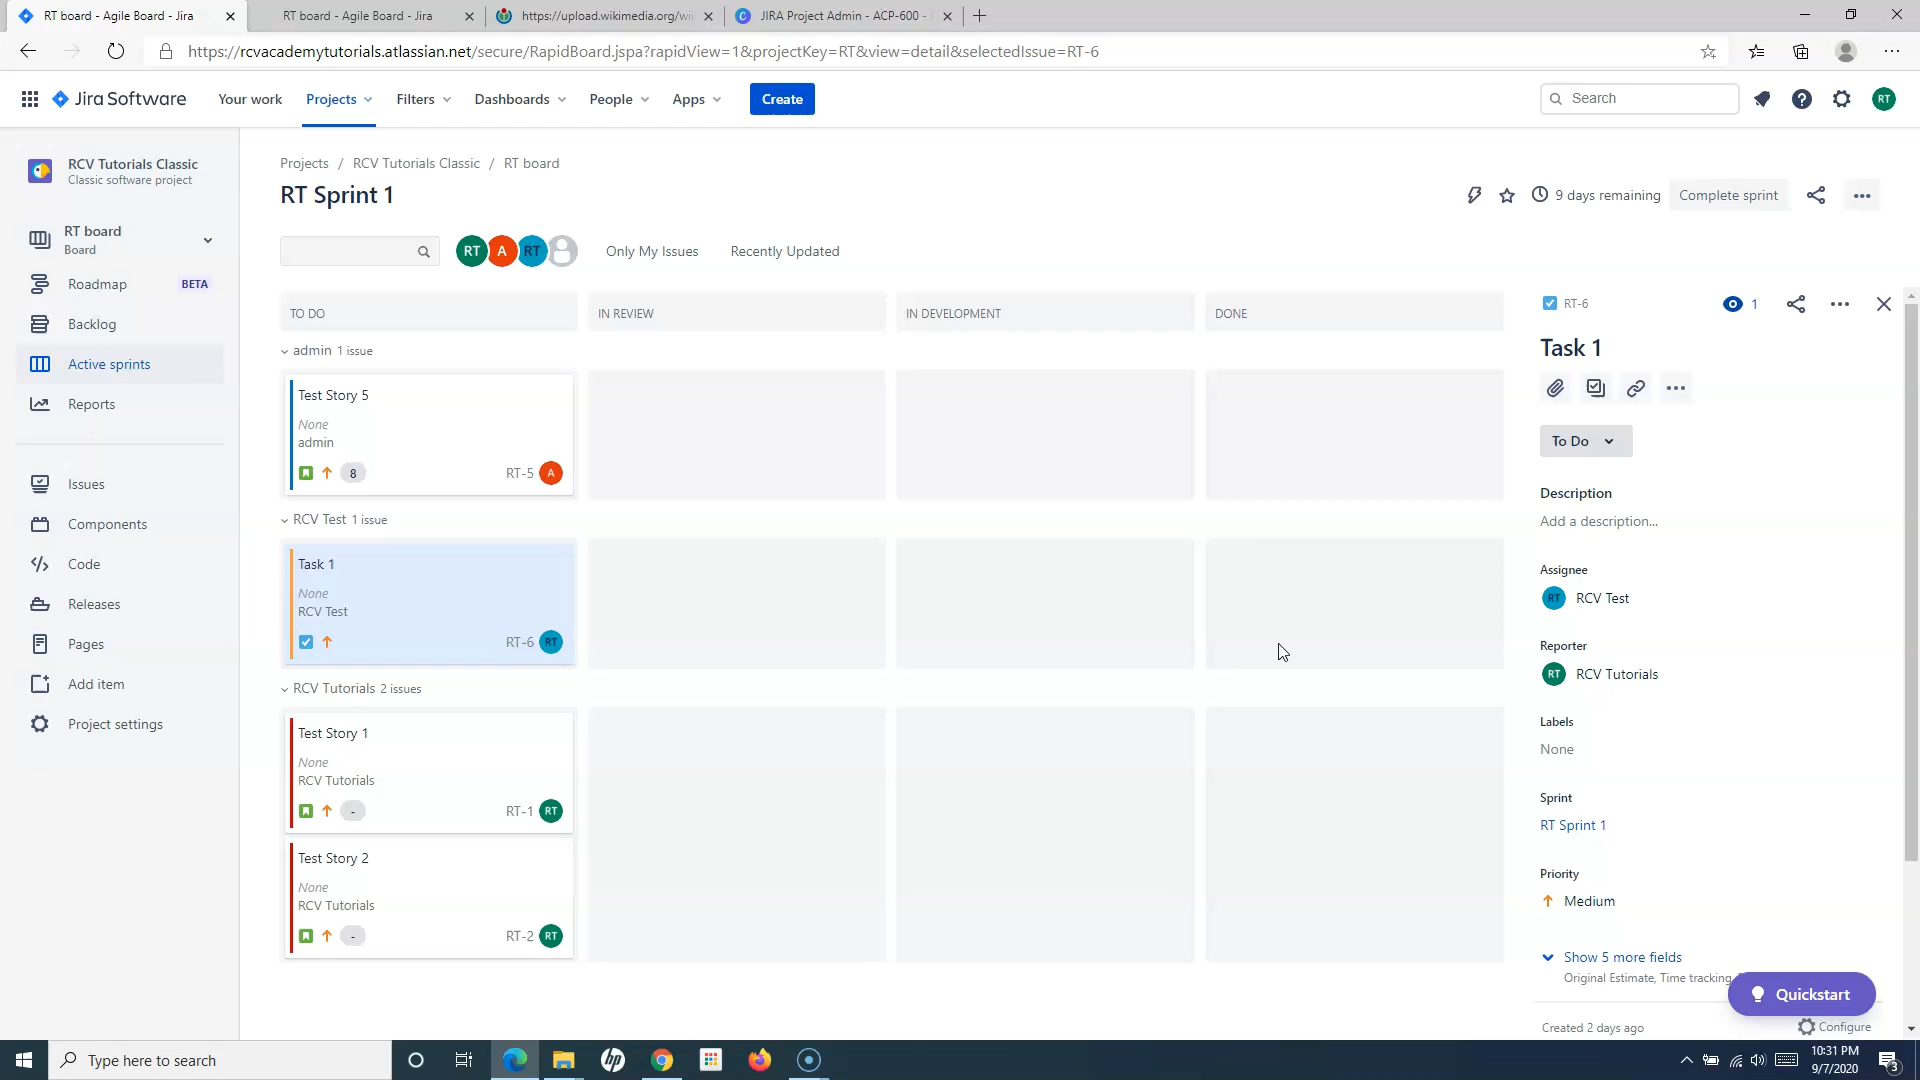 RT board - Agile Board - Jira
RT board - Agile Board - Jira
https://upload.wikimedia.org/wi
JIRA Project Admin - ACP-600 -
https://rcvacademytutorials.atlassian.net/secure/RapidBoard.jspa?rapidView=1&projectKey=RT&view=detail&selectedIssue=RT-6
Jira Software
Your work
Projects
Filters
Dashboards
People
Apps
Create
Search
RT
RCV Tutorials Classic
Classic software project
RT board
Board
Roadmap
BETA
Backlog
Active sprints
Reports
Issues
Components
Code
Releases
Pages
Add item
Project settings
Projects / RCV Tutorials Classic / RT board
RT Sprint 1
9 days remaining
Complete sprint
RT
A
RT
Only My Issues
Recently Updated
TO DO
IN REVIEW
IN DEVELOPMENT
DONE
admin 1 issue
Test Story 5
None
admin
8
RT-5
A
RCV Test 1 issue
Task 1
None
RCV Test
RT-6
RT
RCV Tutorials 2 issues
Test Story 1
None
RCV Tutorials
-
RT-1
RT
Test Story 2
None
RCV Tutorials
-
RT-2
RT
RT-6
1
Task 1
To Do
Description
Add a description...
Assignee
RT
RCV Test
Reporter
RT
RCV Tutorials
Labels
None
Sprint
RT Sprint 1
Priority
Medium
Show 5 more fields
Original Estimate, Time tracking,
Quickstart
Created 2 days ago
Configure
Type here to search
hp
10:31 PM
9/7/2020
3